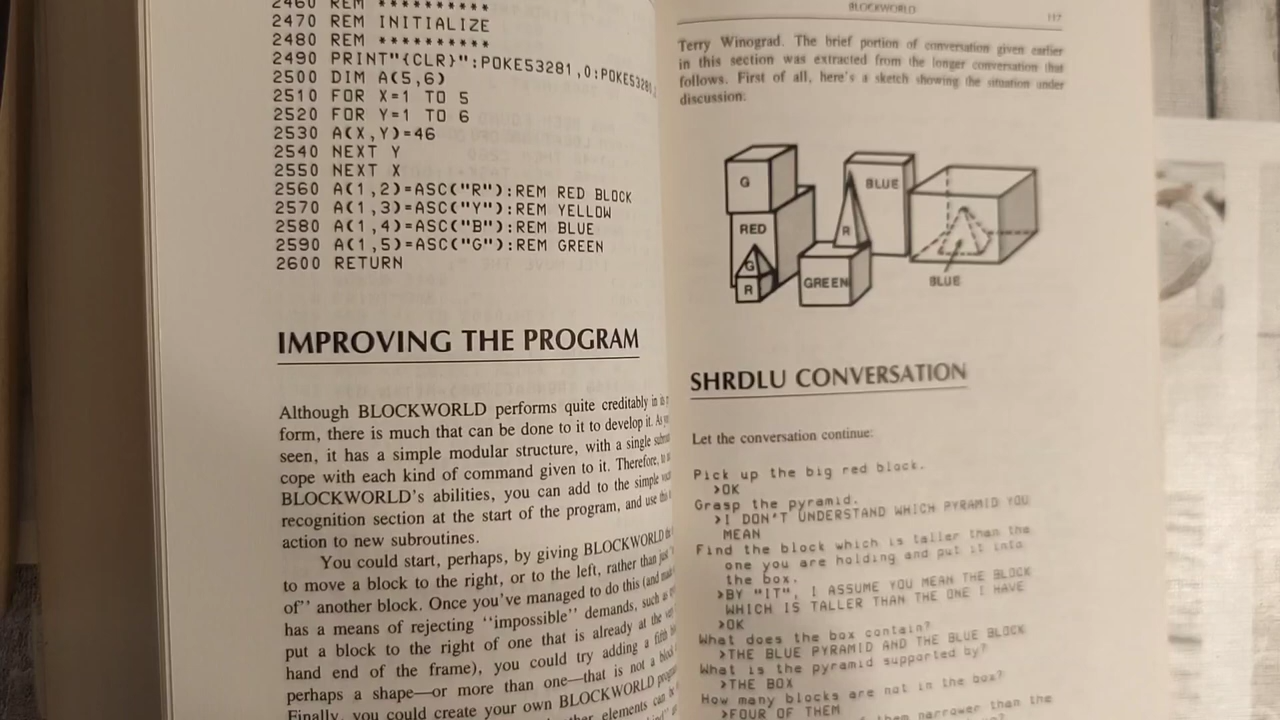 2460 REM **********
2470 REM INITIALIZE
2480 REM **********
2490 PRINT"{CLR}":POKE53281,0:POKE53281,
2500 DIM A(5,6)
2510 FOR X=1 TO 5
2520 FOR Y=1 TO 6
2530 A(X,Y)=46
2540 NEXT Y
2550 NEXT X
2560 A(1,2)=ASC("R"):REM RED BLOCK
2570 A(1,3)=ASC("Y"):REM YELLOW
2580 A(1,4)=ASC("B"):REM BLUE
2590 A(1,5)=ASC("G"):REM GREEN
2600 RETURN
IMPROVING THE PROGRAM
Although BLOCKWORLD performs quite creditably in
form, there is much that can be done to it to develop it. As
seen, it has a simple modular structure, with a single
cope with each kind of command given to it. Therefore,
BLOCKWORLD's abilities, you can add to the simple
recognition section at the start of the program, and use this
action to new subroutines.
You could start, perhaps, by giving BLOCKWORLD
to move a block to the right, or to the left, rather than just
of'' another block. Once you've managed to do this (and
has a means of rejecting ''impossible'' demands, such as
put a block to the right of one that is already at the
hand end of the frame), you could try adding a fifth
perhaps a shape—or more than one—that is not a block
Finally, you could create your own BLOCKWORLD
other elements can
BLOCKWORLD
117
Terry Winograd. The brief portion of conversation given earlier
in this section was extracted from the longer conversation that
follows. First of all, here's a sketch showing the situation under
discussion:
G
BLUE
RED
R
G
R
GREEN
BLUE
SHRDLU CONVERSATION
Let the conversation continue:
Pick up the big red block.
>OK
Grasp the pyramid.
>I DON'T UNDERSTAND WHICH PYRAMID YOU
MEAN
Find the block which is taller than the
one you are holding and put it into
the box.
>BY "IT", I ASSUME YOU MEAN THE BLOCK
WHICH IS TALLER THAN THE ONE I HAVE
>OK
What does the box contain?
>THE BLUE PYRAMID AND THE BLUE BLOCK
What is the pyramid supported by?
>THE BOX
How many blocks are not in the box?
>FOUR OF THEM
of them narrower than the